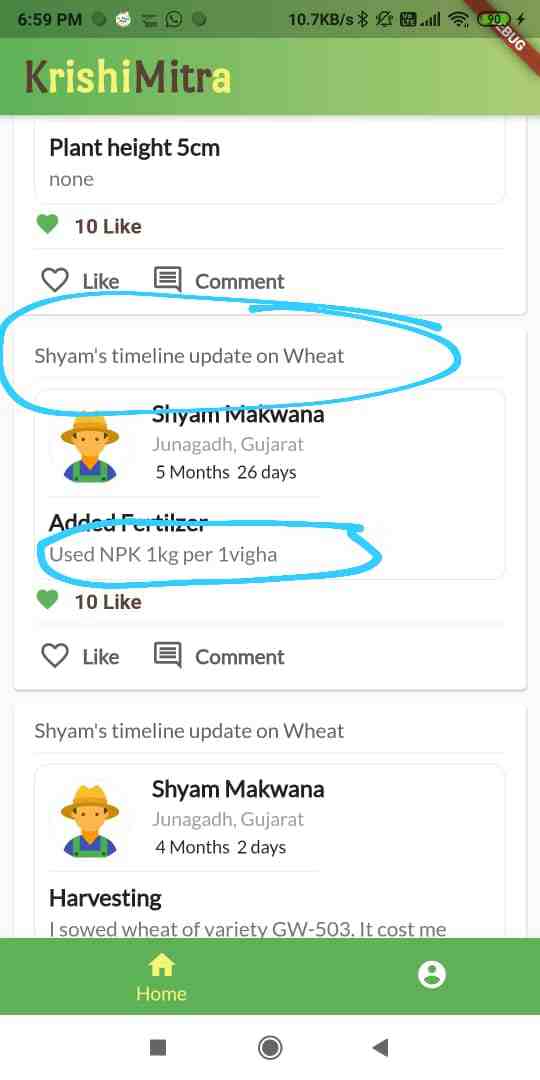 6:59 PM 10.7KB/s 90
BUG
KrishiMitra
Plant height 5cm
none
10 Like
Like Comment
Shyam's timeline update on Wheat
Shyam Makwana
Junagadh, Gujarat
5 Months 26 days
Added Fertilzer
Used NPK 1kg per 1vigha
10 Like
Like Comment
Shyam's timeline update on Wheat
Shyam Makwana
Junagadh, Gujarat
4 Months 2 days
Harvesting
I sowed wheat of variety GW-503. It cost me
Home